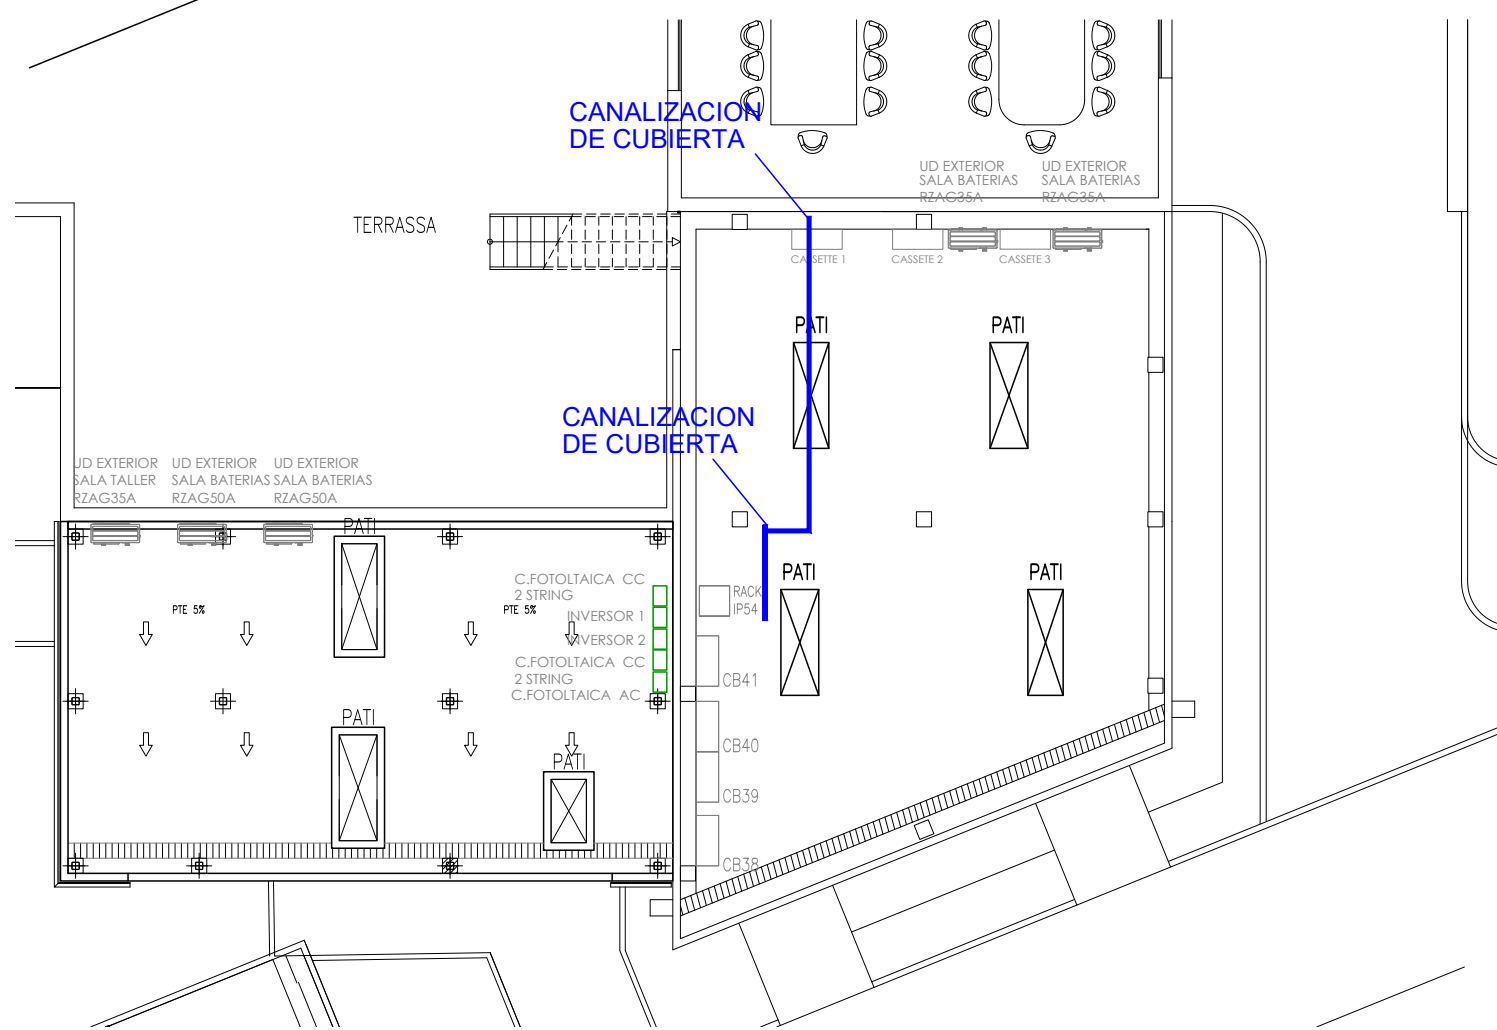 CANALIZACION
DE CUBIERTA
UD EXTERIOR
SALA BATERIAS
RZAG35A
UD EXTERIOR
SALA BATERIAS
RZAG35A
TERRASSA
CASSETE 1
CASSETE 2
CASSETE 3
PATI
PATI
CANALIZACION
DE CUBIERTA
UD EXTERIOR
SALA TALLER
RZAG35A
UD EXTERIOR
SALA BATERIAS
RZAG50A
UD EXTERIOR
SALA BATERIAS
RZAG50A
PATI
PATI
PATI
C.FOTOLTAICA CC
2 STRING
RACK
IP54
PTE 5%
PTE 5%
INVERSOR 1
INVERSOR 2
C.FOTOLTAICA CC
2 STRING
C.FOTOLTAICA AC
CB41
PATI
CB40
PATI
CB39
CB38